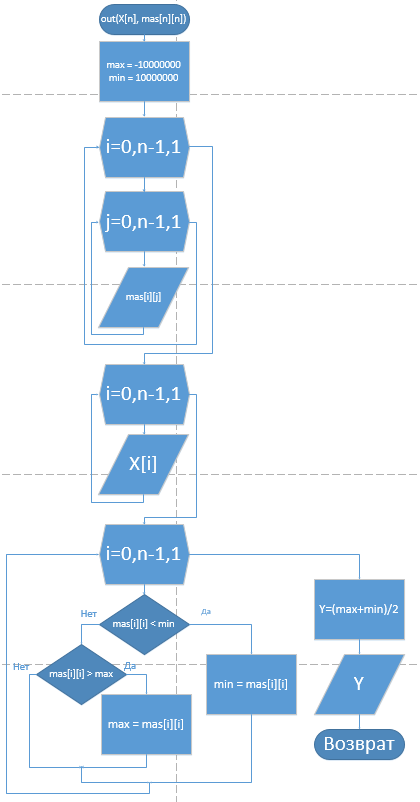 out(X[n], mas[n][n])
max = -10000000
min = 10000000
i=0,n-1,1
j=0,n-1,1
mas[i][j]
i=0,n-1,1
X[i]
i=0,n-1,1
Нет
Да
mas[i][i] < min
Y=(max+min)/2
Нет
mas[i][i] > max
Да
min = mas[i][i]
Y
max = mas[i][i]
Возврат